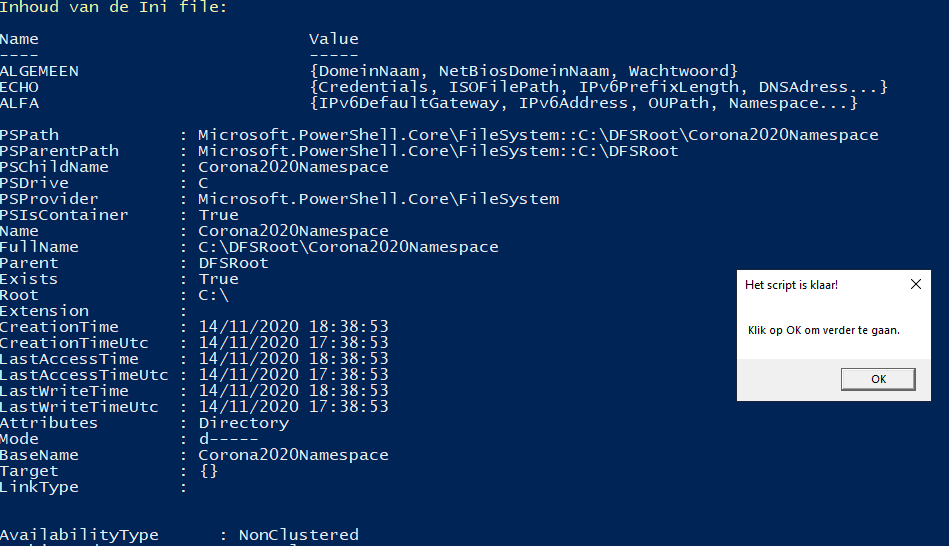 Inhoud van de Ini file:
Name Value
---- -----
ALGEMEEN {DomeinNaam, NetBiosDomeinNaam, Wachtwoord}
ECHO {Credentials, ISOFilePath, IPv6PrefixLength, DNSAdress...}
ALFA {IPv6DefaultGateway, IPv6Address, OUPath, Namespace...}
PSPath : Microsoft.PowerShell.Core\FileSystem::C:\DFSRoot\Corona2020Namespace
PSParentPath : Microsoft.PowerShell.Core\FileSystem::C:\DFSRoot
PSChildName : Corona2020Namespace
PSDrive : C
PSProvider : Microsoft.PowerShell.Core\FileSystem
PSIsContainer : True
Name : Corona2020Namespace
FullName : C:\DFSRoot\Corona2020Namespace
Parent : DFSRoot
Exists : True
Root : C:\
Extension :
CreationTime : 14/11/2020 18:38:53
CreationTimeUtc : 14/11/2020 17:38:53
LastAccessTime : 14/11/2020 18:38:53
LastAccessTimeUtc : 14/11/2020 17:38:53
LastWriteTime : 14/11/2020 18:38:53
LastWriteTimeUtc : 14/11/2020 17:38:53
Attributes : Directory
Mode : d-----
BaseName : Corona2020Namespace
Target : {}
LinkType :
AvailabilityType : NonClustered
Het script is klaar!
Klik op OK om verder te gaan.
OK